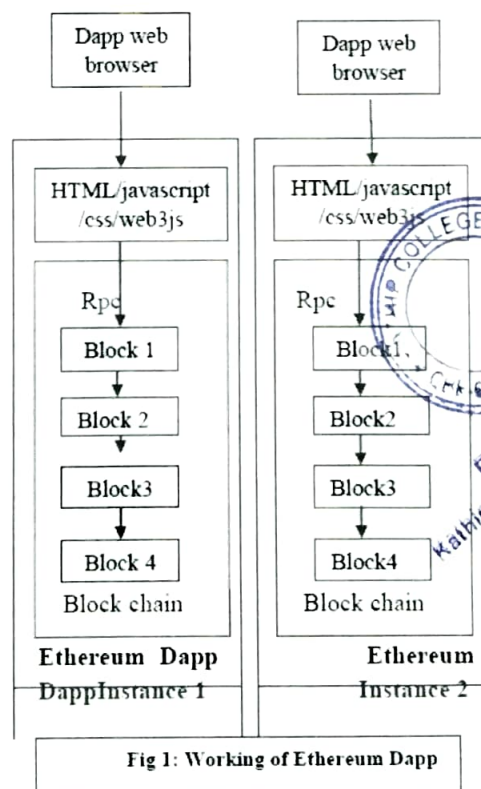 Dapp web
browser
HTML/javascript
/css/web3js
Rpc
Block 1
Block 2
Block3
Block 4
Block chain
Ethereum Dapp
DappInstance 1
Dapp web
browser
HTML/javascript
/css/web3js
Rpc
Block1
Block2
Block3
Block4
Block chain
Ethereum
Instance 2
COLLEGE
Fig 1: Working of Ethereum Dapp